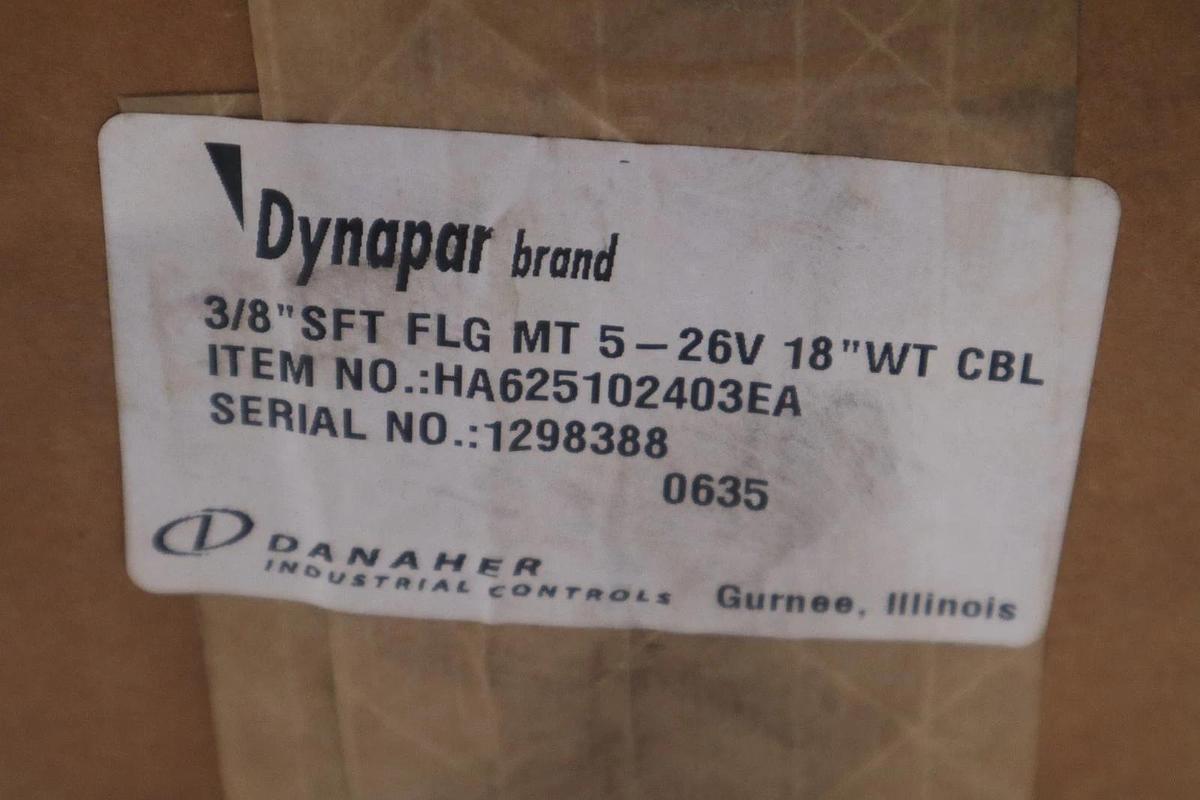 Dynapar brand
3/8"SFT FLG MT 5-26V 18"WT CBL
ITEM NO.:HA625102403EA
SERIAL NO.:1298388
0635
DANAHER
INDUSTRIAL CONTROLS
Gurnee, Illinois